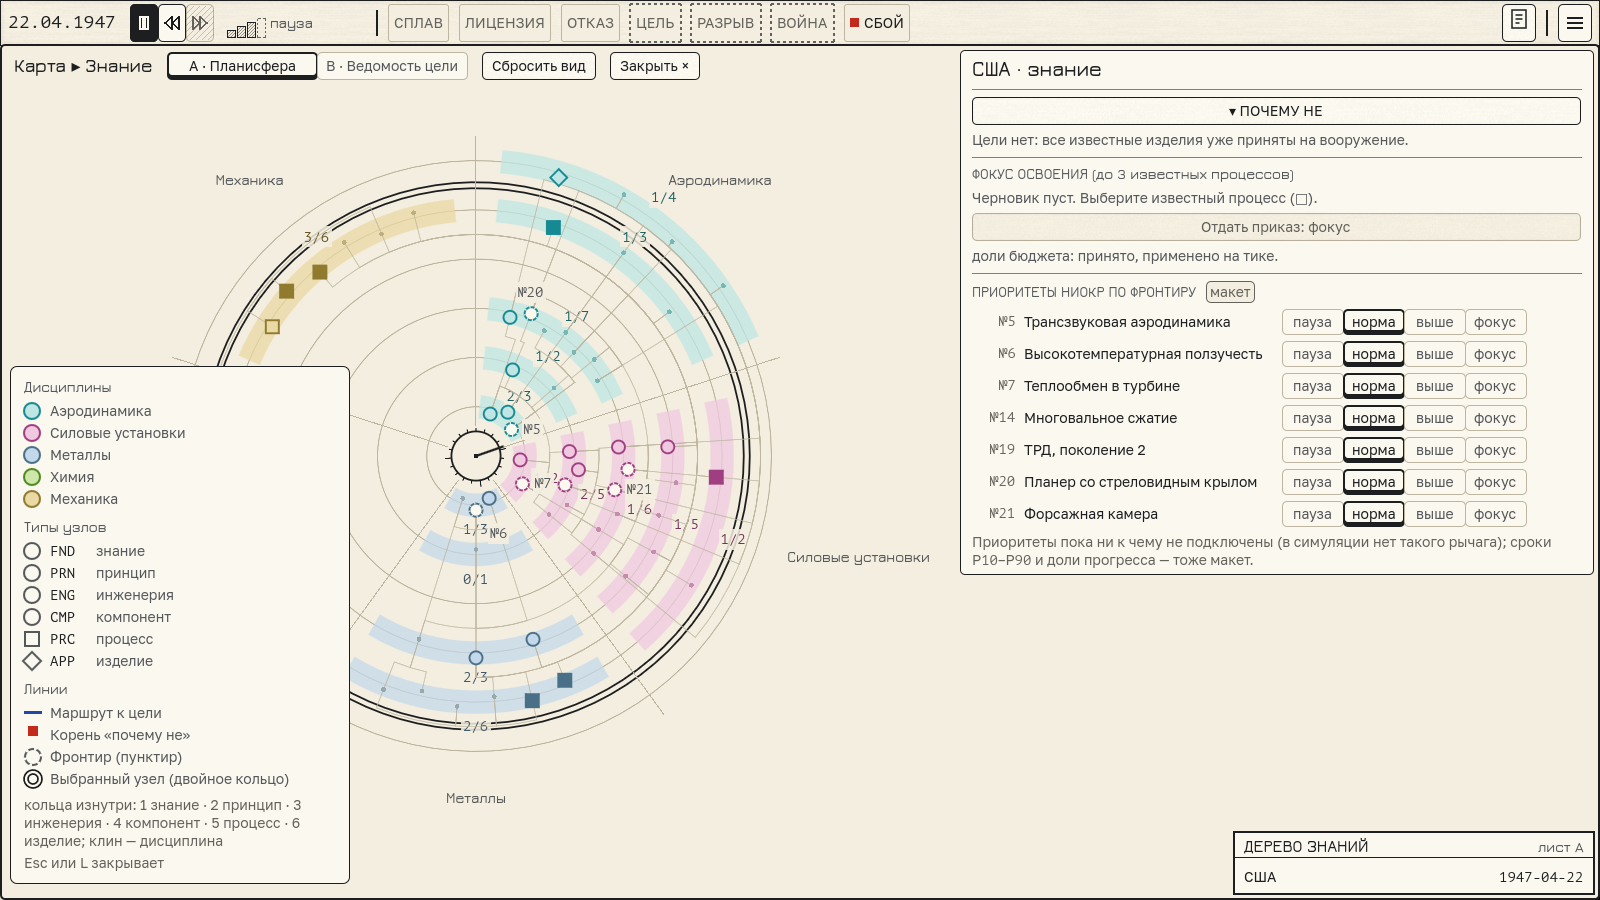 22.04.1947
пауза
СПЛАВ
ЛИЦЕНЗИЯ
ОТКАЗ
ЦЕЛЬ
РАЗРЫВ
ВОЙНА
СБОЙ
Карта ▸ Знание
А · Планисфера
В · Ведомость цели
Сбросить вид
Закрыть ×
Механика
Аэродинамика
1/4
3/6
1/3
№20
1/7
1/2
2/3
№5
№7
2/5
№21
1/6
1/5
1/2
1/3
№6
0/1
2/3
2/6
Силовые установки
Металлы
Дисциплины
Аэродинамика
Силовые установки
Металлы
Химия
Механика
Типы узлов
FND знание
PRN принцип
ENG инженерия
CMP компонент
PRC процесс
APP изделие
Линии
Маршрут к цели
Корень «почему не»
Фронтир (пунктир)
Выбранный узел (двойное кольцо)
кольца изнутри: 1 знание · 2 принцип · 3
инженерия · 4 компонент · 5 процесс · 6
изделие; клин — дисциплина
Esc или L закрывает
США · знание
▾ ПОЧЕМУ НЕ
Цели нет: все известные изделия уже приняты на вооружение.
ФОКУС ОСВОЕНИЯ (до 3 известных процессов)
Черновик пуст. Выберите известный процесс (□).
Отдать приказ: фокус
доли бюджета: принято, применено на тике.
ПРИОРИТЕТЫ НИОКР ПО ФРОНТИРУ макет
№5 Трансзвуковая аэродинамика пауза норма выше фокус
№6 Высокотемпературная ползучесть пауза норма выше фокус
№7 Теплообмен в турбине пауза норма выше фокус
№14 Многовальное сжатие пауза норма выше фокус
№19 ТРД, поколение 2 пауза норма выше фокус
№20 Планер со стреловидным крылом пауза норма выше фокус
№21 Форсажная камера пауза норма выше фокус
Приоритеты пока ни к чему не подключены (в симуляции нет такого рычага); сроки
P10–P90 и доли прогресса — тоже макет.
ДЕРЕВО ЗНАНИЙ лист А
США 1947-04-22